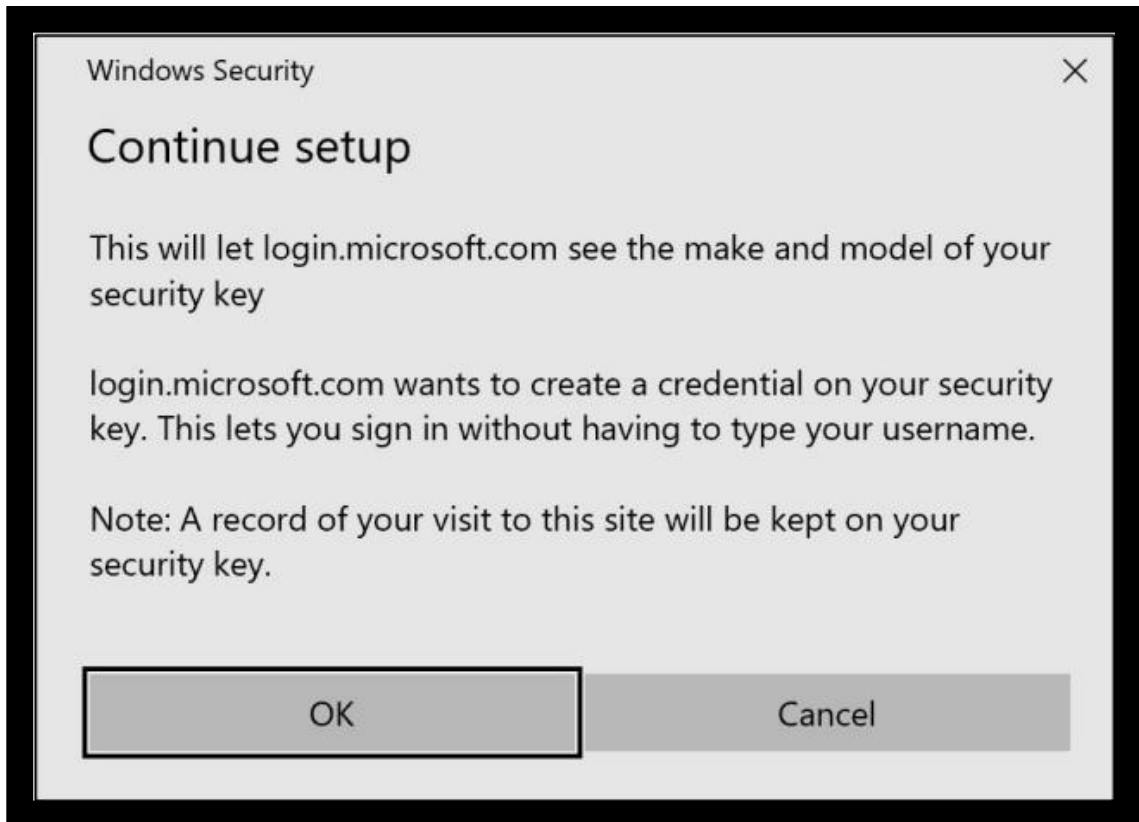 Windows Security
Continue setup
This will let login.microsoft.com see the make and model of your
security key
login.microsoft.com wants to create a credential on your security
key. This lets you sign in without having to type your username.
Note: A record of your visit to this site will be kept on your
security key.
OK
Cancel